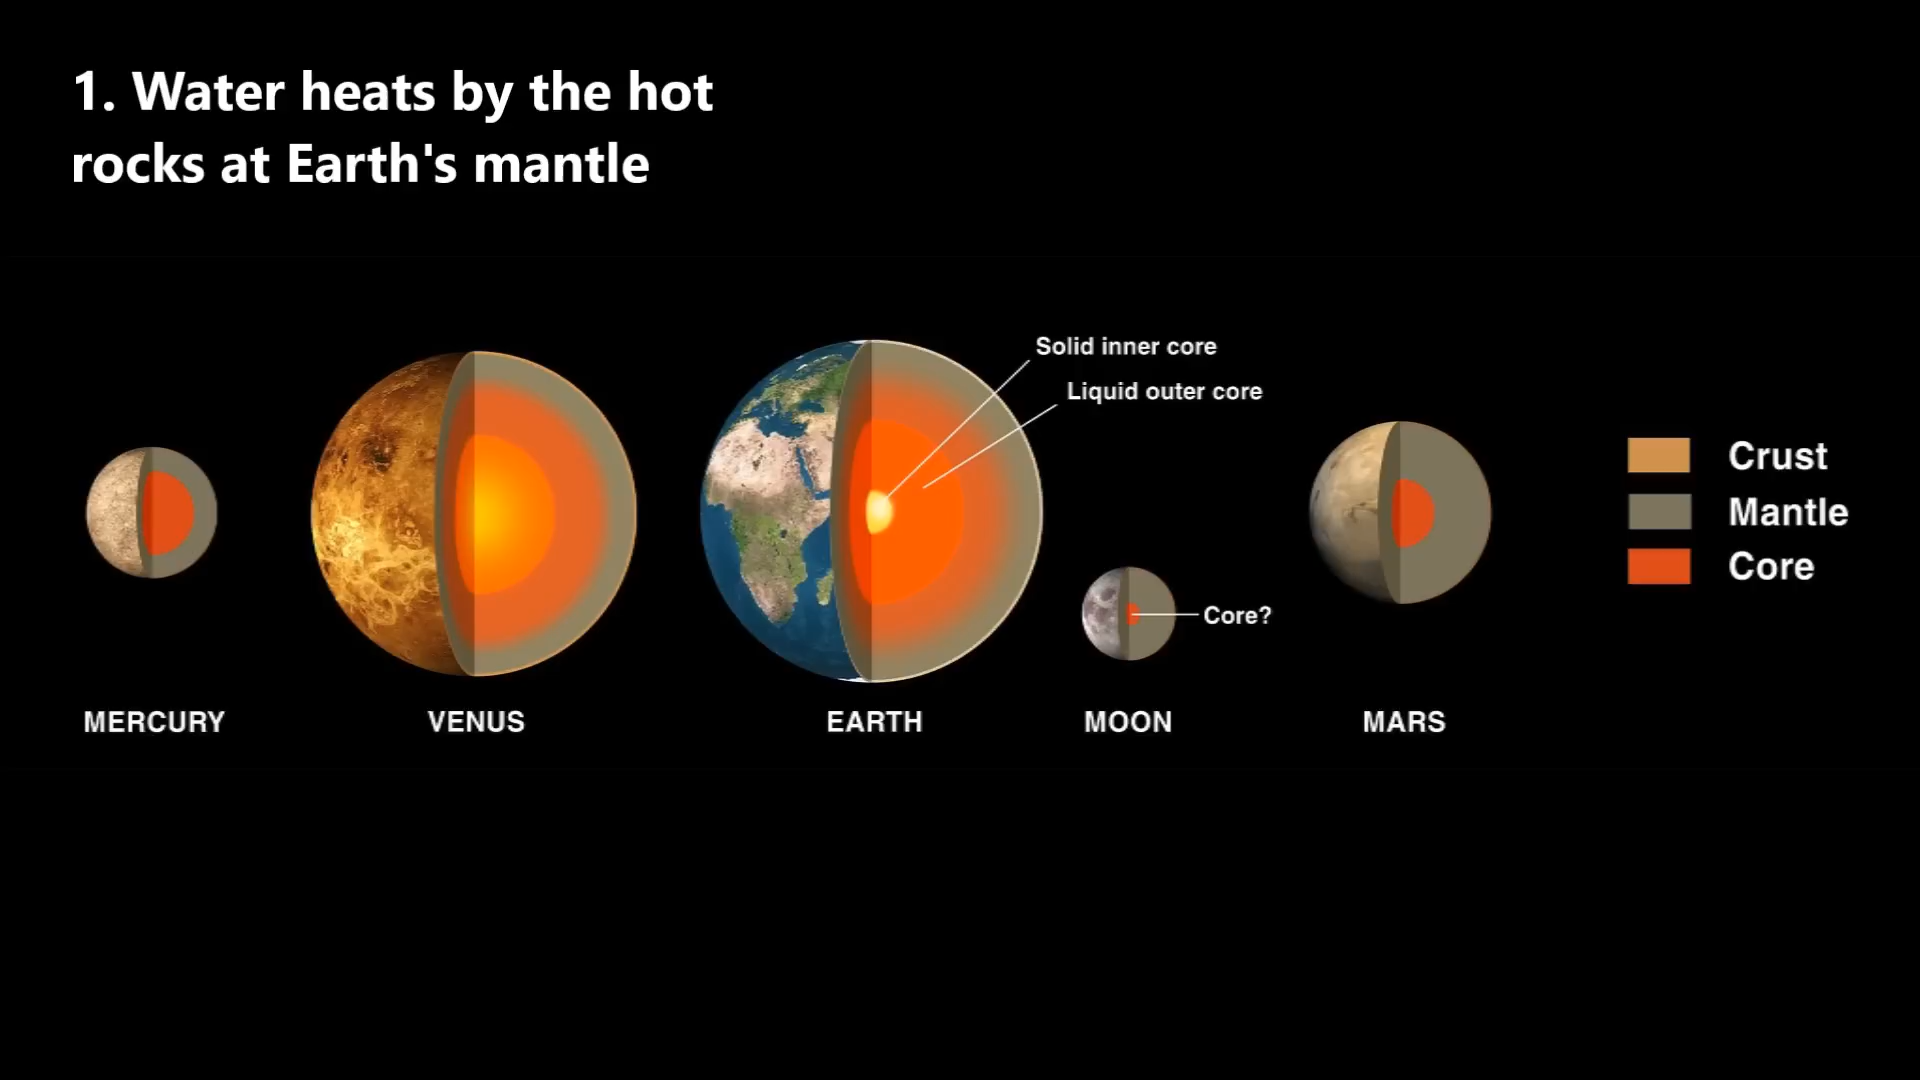 1. Water heats by the hot
rocks at Earth's mantle
Solid inner core
Liquid outer core
Crust
Mantle
Core
Core?
MERCURY
VENUS
EARTH
MOON
MARS